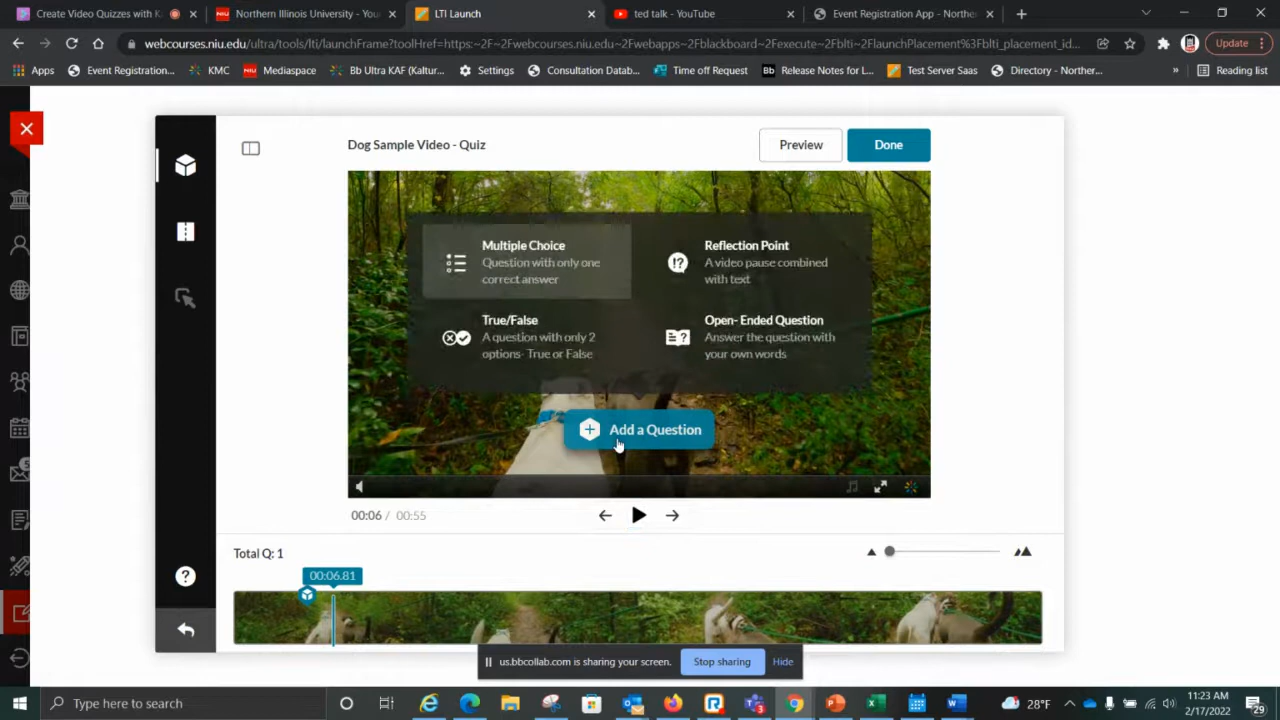 Create Video Quizzes with K
Northern Illinois University - You
LTI Launch
ted talk - YouTube
Event Registration App - Northe
webcourses.niu.edu/ultra/tools/lti/launchFrame?toolHref=https:~2F~2Fwebcourses.niu.edu~2Fwebapps~2Fblackboard~2Fexecute~2Fblti~2FlaunchPlacement%3Fblti_placement_id...
Update
Apps
Event Registration...
KMC
NIU Mediaspace
Bb Ultra KAF (Kaltur...
Settings
Consultation Datab...
Time off Request
Bb Release Notes for L...
Test Server Saas
Directory - Norther...
»
Reading list
Dog Sample Video - Quiz
Preview
Done
Multiple Choice
Question with only one
correct answer
Reflection Point
A video pause combined
with text
True/False
A question with only 2
options- True or False
Open- Ended Question
Answer the question with
your own words
Add a Question
00:06 / 00:55
Total Q: 1
00:06.81
us.bbcollab.com is sharing your screen.
Stop sharing
Hide
Type here to search
28°F
11:23 AM
2/17/2022
29